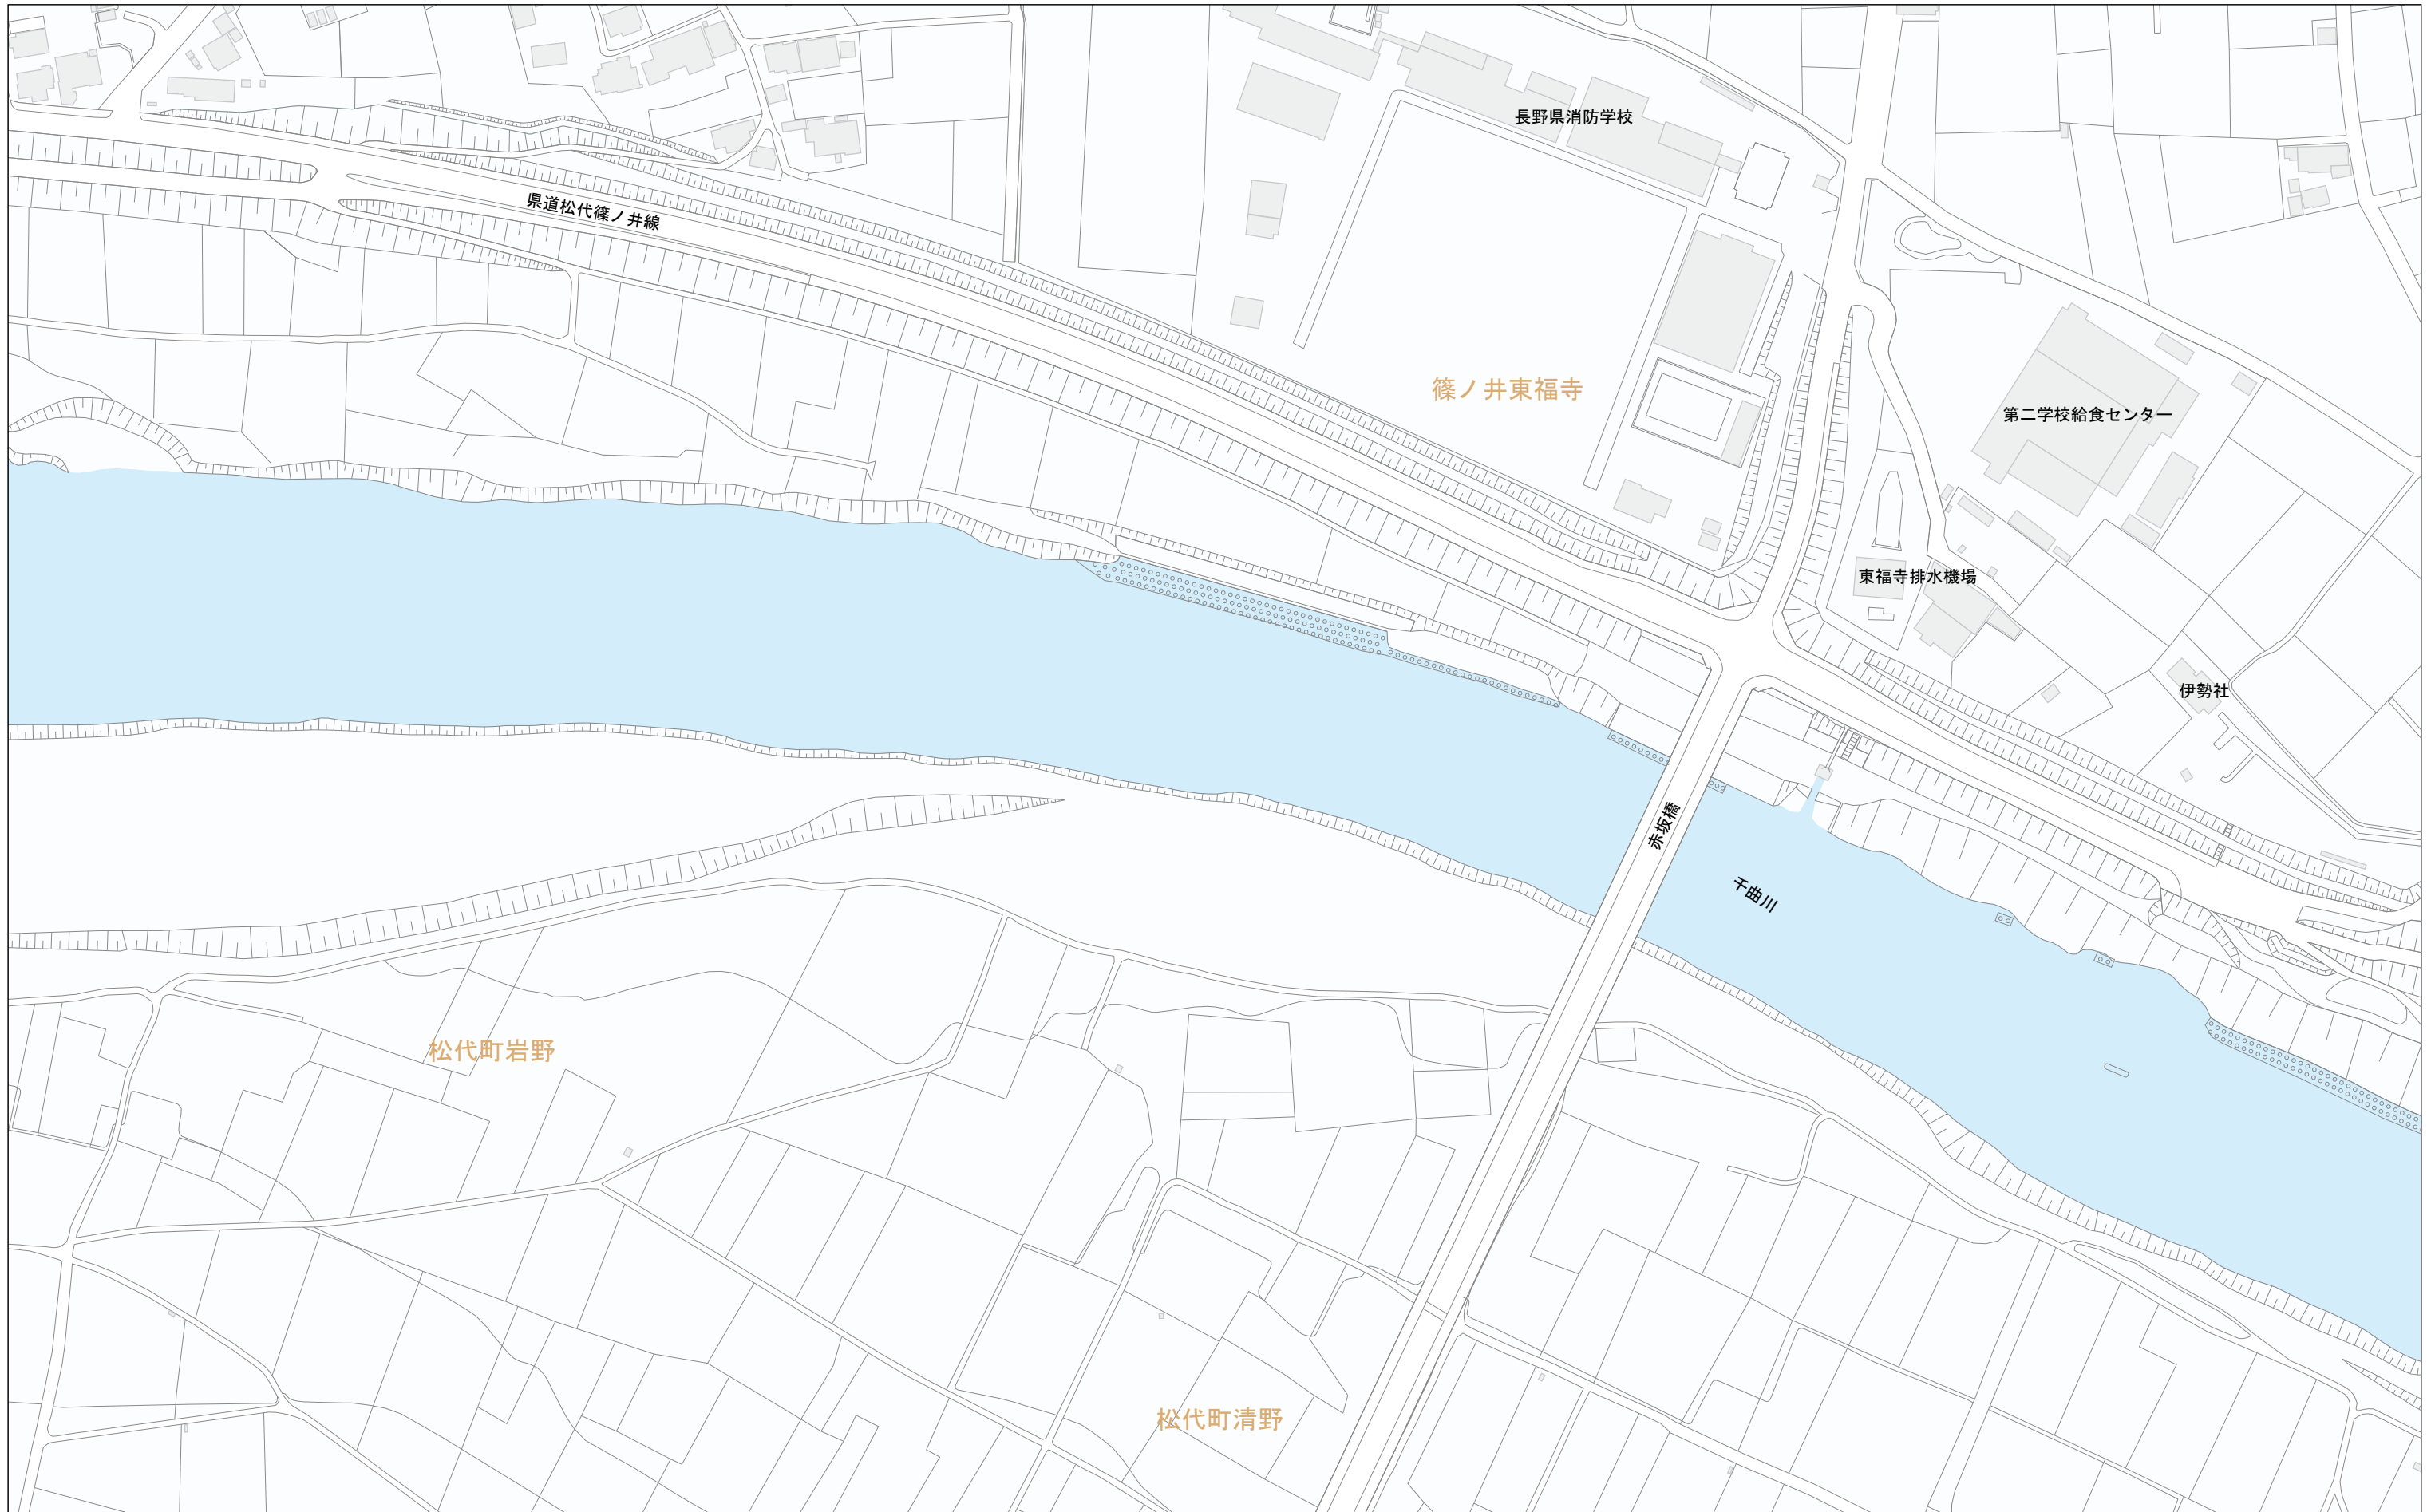 長野県消防学校
県道松代篠ノ井線
篠ノ井東福寺
第二学校給食センター
東福寺排水機場
伊勢社
赤坂橋
千曲川
松代町岩野
松代町清野